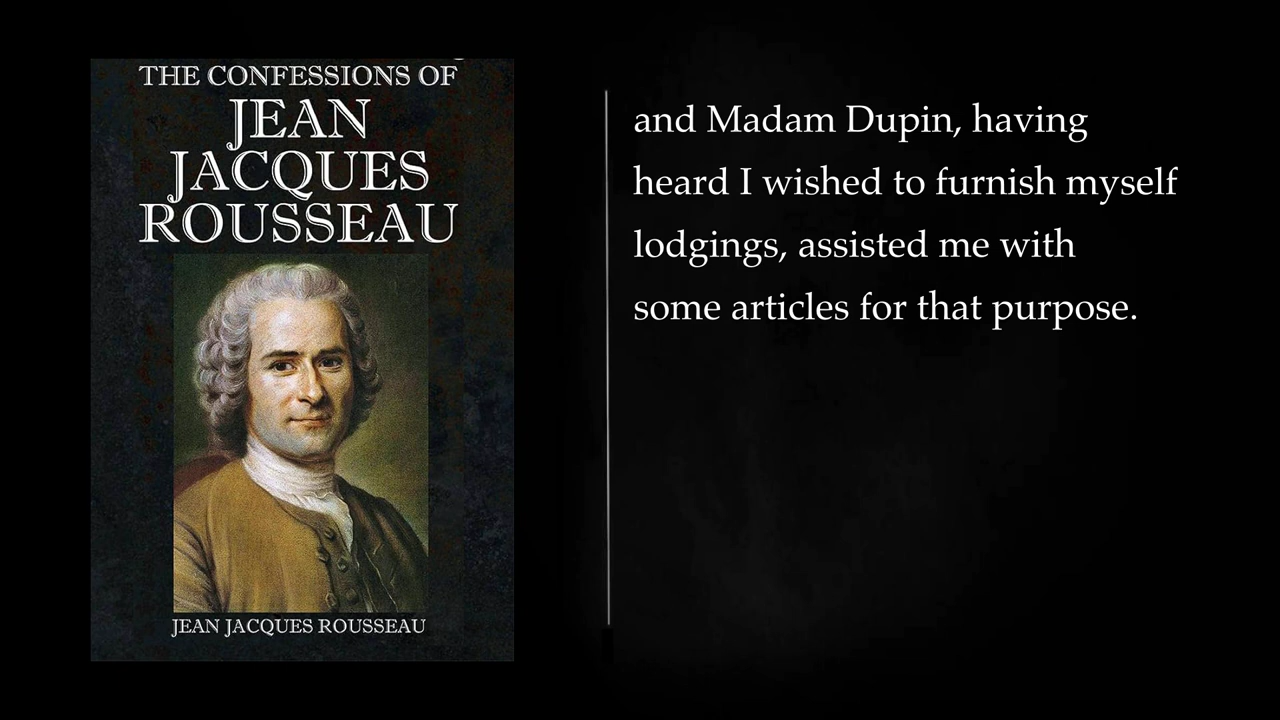 THE CONFESSIONS OF
JEAN
JACQUES
ROUSSEAU
JEAN JACQUES ROUSSEAU
and Madam Dupin, having
heard I wished to furnish myself
lodgings, assisted me with
some articles for that purpose.